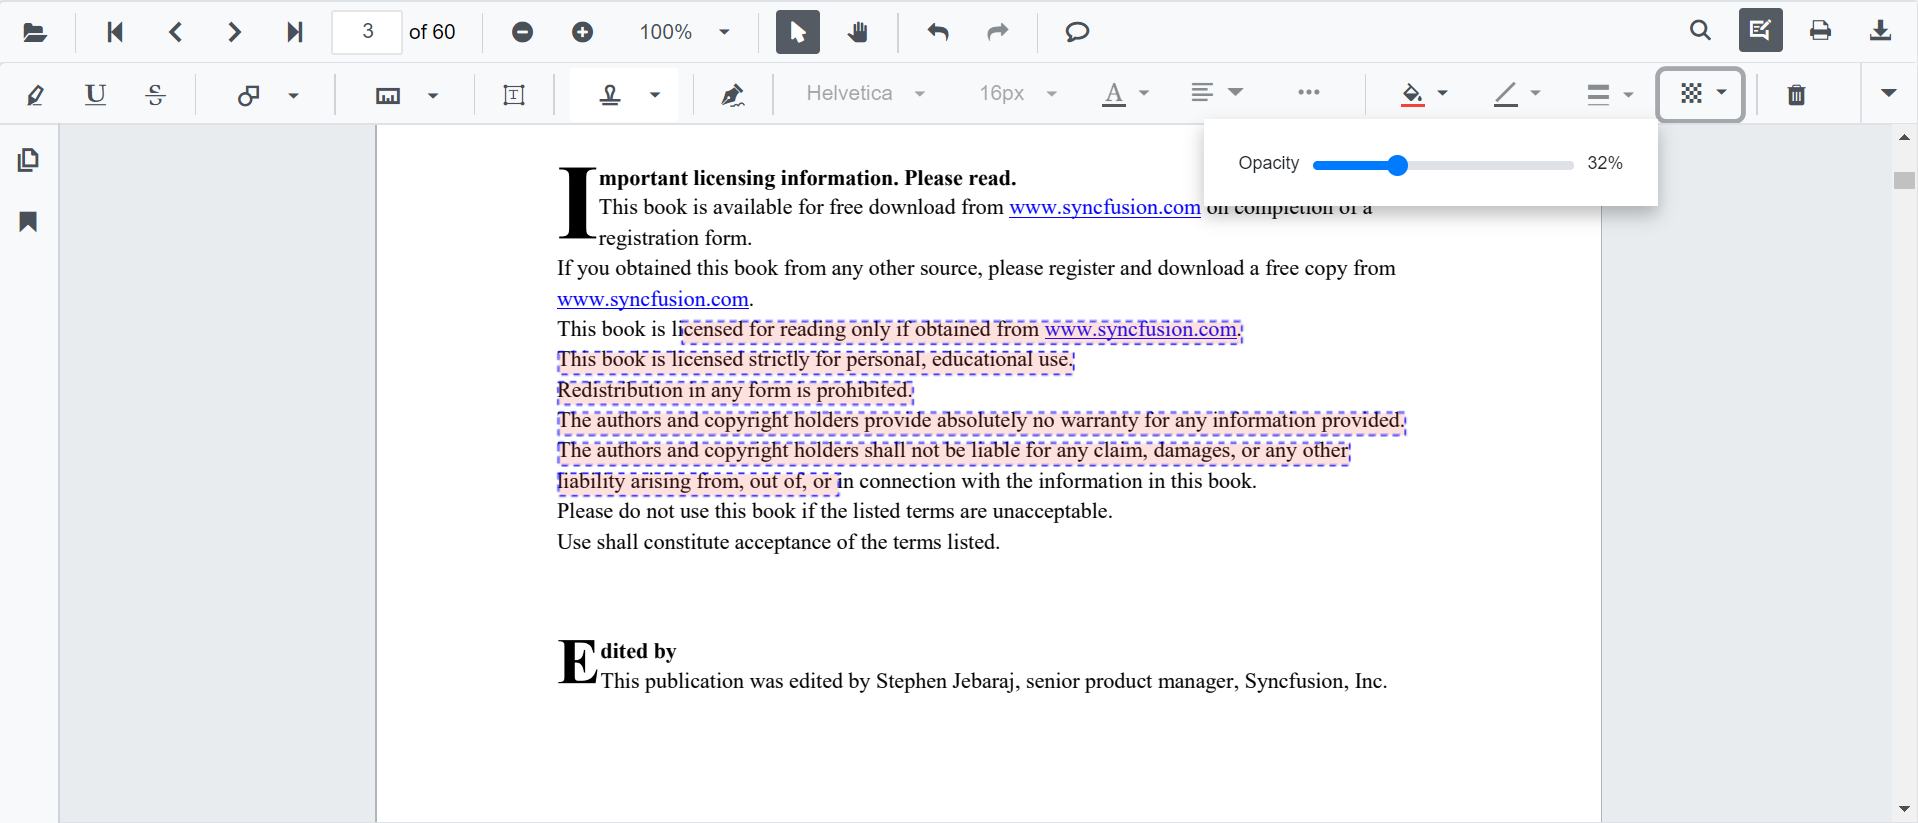 3 of 60
100%
U
S
T
Helvetica
16px
A
Opacity 32%
Important licensing information. Please read.
This book is available for free download from www.syncfusion.com on completion of a
registration form.
If you obtained this book from any other source, please register and download a free copy from
www.syncfusion.com.
This book is licensed for reading only if obtained from www.syncfusion.com.
This book is licensed strictly for personal, educational use.
Redistribution in any form is prohibited.
The authors and copyright holders provide absolutely no warranty for any information provided.
The authors and copyright holders shall not be liable for any claim, damages, or any other
liability arising from, out of, or in connection with the information in this book.
Please do not use this book if the listed terms are unacceptable.
Use shall constitute acceptance of the terms listed.
Edited by
This publication was edited by Stephen Jebaraj, senior product manager, Syncfusion, Inc.